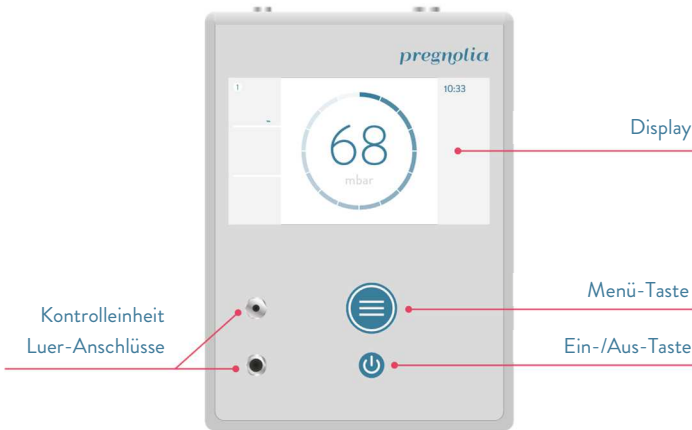 pregnolia
1
10:33
68
mbar
Display
Menü-Taste
Kontrolleinheit
Luer-Anschlüsse
Ein-/Aus-Taste